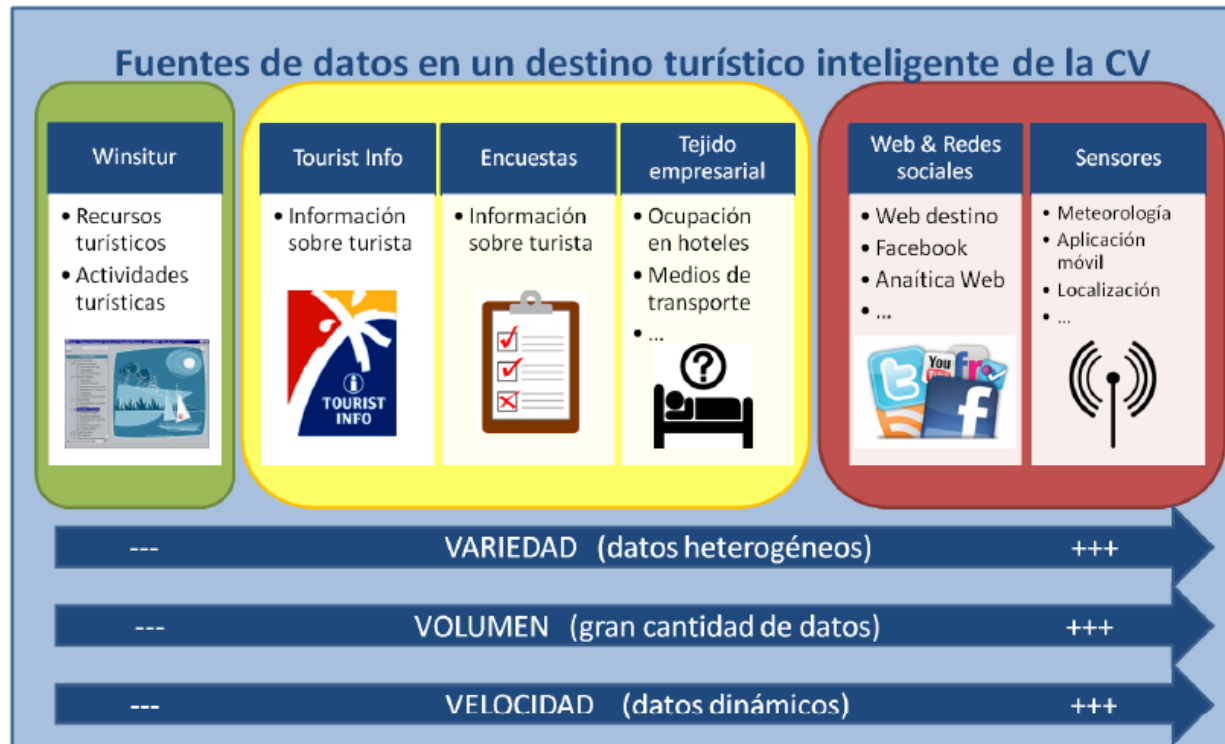 Fuentes de datos en un destino turístico inteligente de la CV
Winsitur
• Recursos
turísticos
• Actividades
turísticas
Tourist Info
• Información
sobre turista
TOURIST
INFO
Encuestas
• Información
sobre turista
Tejido
empresarial
• Ocupación
en hoteles
• Medios de
transporte
• ...
?
Web & Redes
sociales
• Web destino
• Facebook
• Anaítica Web
• ...
You
fr
f
Sensores
• Meteorología
• Aplicación
móvil
• Localización
• ...
--- VARIEDAD (datos heterogéneos) +++
--- VOLUMEN (gran cantidad de datos) +++
--- VELOCIDAD (datos dinámicos) +++